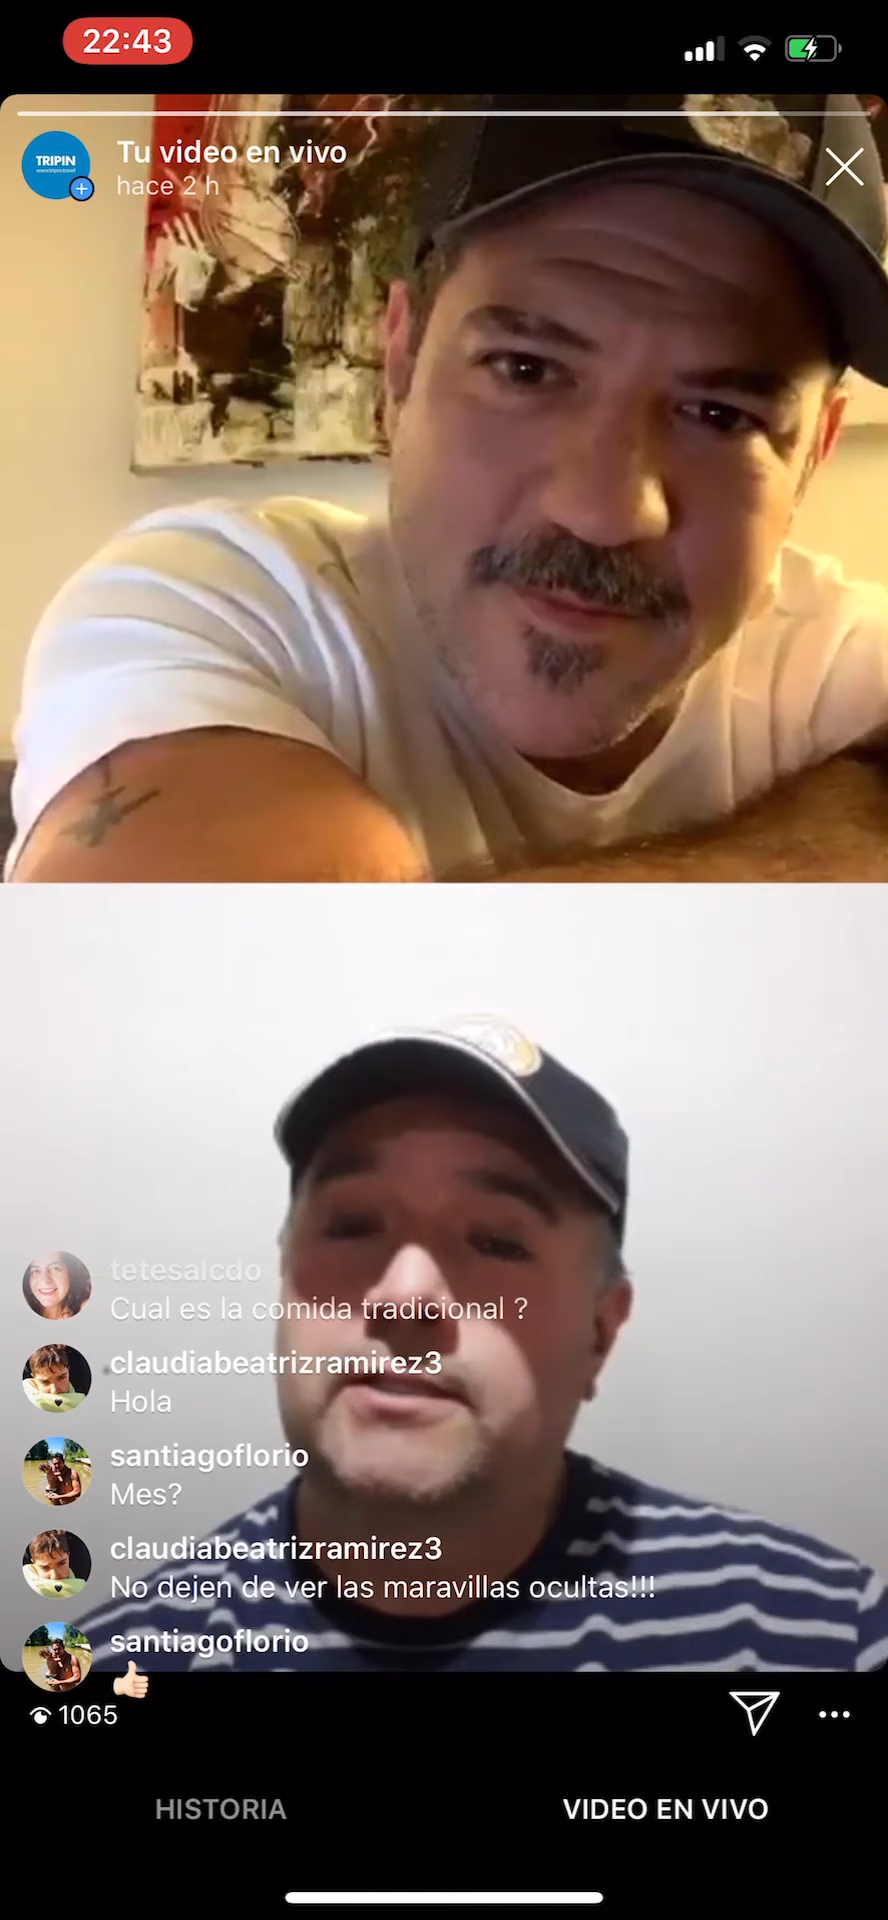 22:43
TRIPIN
Tu video en vivo
hace 2 h
tetesalcdo
Cual es la comida tradicional ?
claudiabeatrizramirez3
Hola
santiagoflorio
Mes?
claudiabeatrizramirez3
No dejen de ver las maravillas ocultas!!!
santiagoflorio
👍🏻
1065
HISTORIA
VIDEO EN VIVO